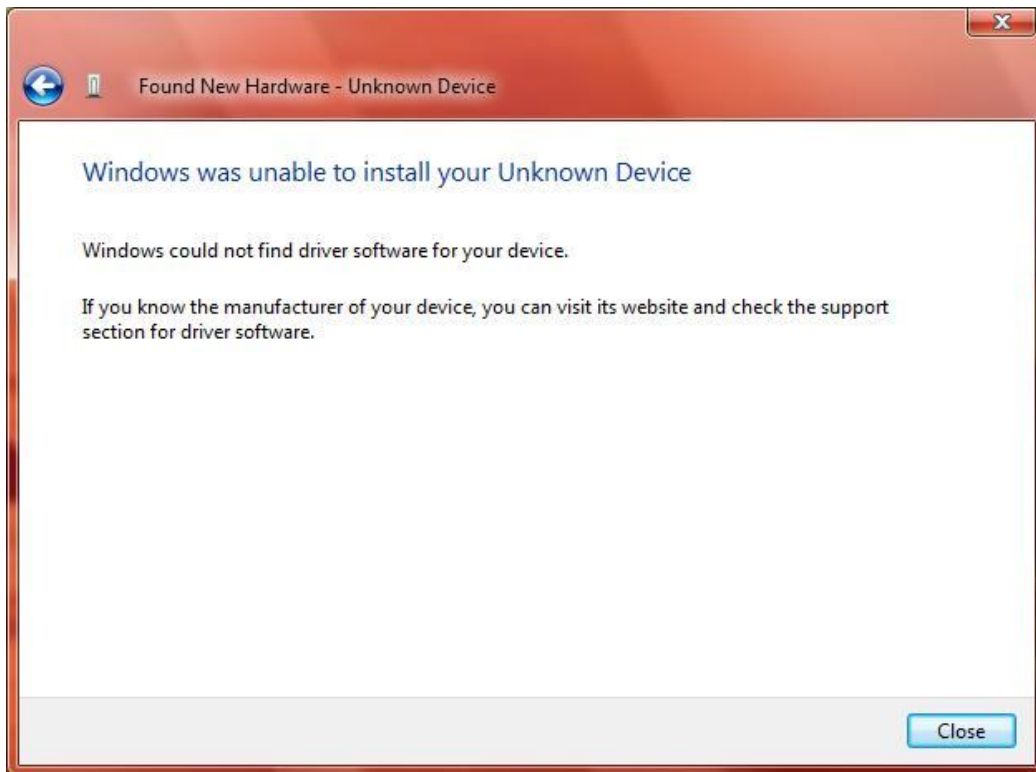 Found New Hardware - Unknown Device
Windows was unable to install your Unknown Device
Windows could not find driver software for your device.
If you know the manufacturer of your device, you can visit its website and check the support
section for driver software.
Close